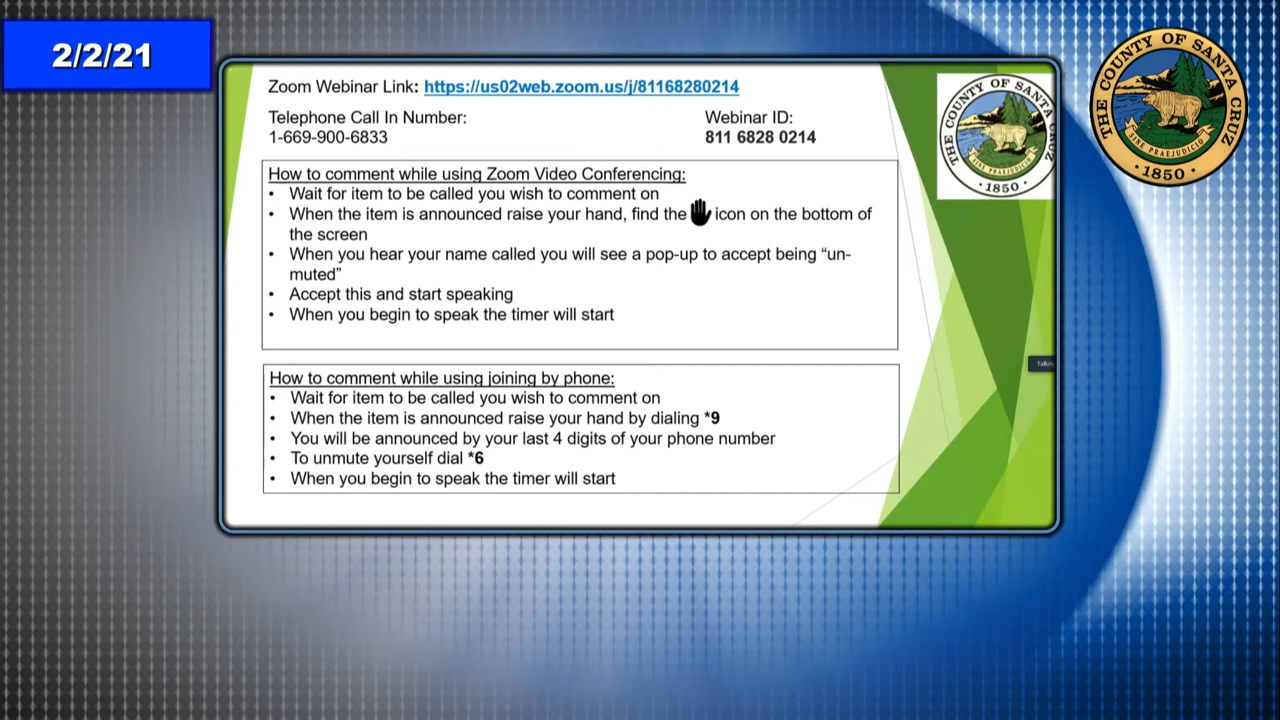 2/2/21
Zoom Webinar Link: https://us02web.zoom.us/j/81168280214
Telephone Call In Number:
1-669-900-6833
Webinar ID:
811 6828 0214
How to comment while using Zoom Video Conferencing:
• Wait for item to be called you wish to comment on
• When the item is announced raise your hand, find the icon on the bottom of
the screen
• When you hear your name called you will see a pop-up to accept being “un-
muted”
• Accept this and start speaking
• When you begin to speak the timer will start
How to comment while using joining by phone:
• Wait for item to be called you wish to comment on
• When the item is announced raise your hand by dialing *9
• You will be announced by your last 4 digits of your phone number
• To unmute yourself dial *6
• When you begin to speak the timer will start
THE COUNTY OF SANTA CRUZ
SINE PRAEJUDICIO
• 1850 •
THE COUNTY OF SANTA CRUZ
SINE PRAEJUDICIO
• 1850 •